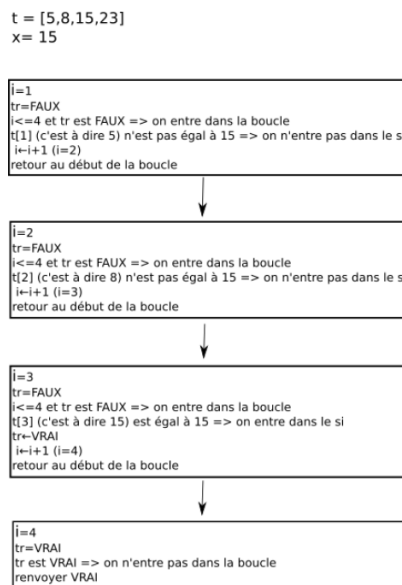 t = [5,8,15,23]
x= 15
i=1
tr=FAUX
i<=4 et tr est FAUX => on entre dans la boucle
t[1] (c'est à dire 5) n'est pas égal à 15 => on n'entre pas dans le s
i←i+1 (i=2)
retour au début de la boucle
i=2
tr=FAUX
i<=4 et tr est FAUX => on entre dans la boucle
t[2] (c'est à dire 8) n'est pas égal à 15 => on n'entre pas dans le s
i←i+1 (i=3)
retour au début de la boucle
i=3
tr=FAUX
i<=4 et tr est FAUX => on entre dans la boucle
t[3] (c'est à dire 15) est égal à 15 => on entre dans le si
tr←VRAI
i←i+1 (i=4)
retour au début de la boucle
i=4
tr=VRAI
tr est VRAI => on n'entre pas dans la boucle
renvoyer VRAI